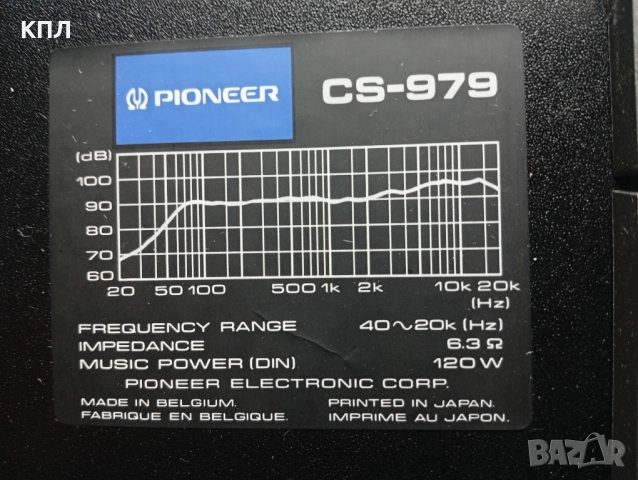 КПЛ
PIONEER CS-979
(dB)
100
90
80
70
60
20 50 100 500 1k 2k 10k 20k
(Hz)
FREQUENCY RANGE 40∿20k (Hz)
IMPEDANCE 6.3 Ω
MUSIC POWER (DIN) 120 W
PIONEER ELECTRONIC CORP.
MADE IN BELGIUM. PRINTED IN JAPAN.
FABRIQUE EN BELGIQUE. IMPRIME AU JAPON.
BAZAR